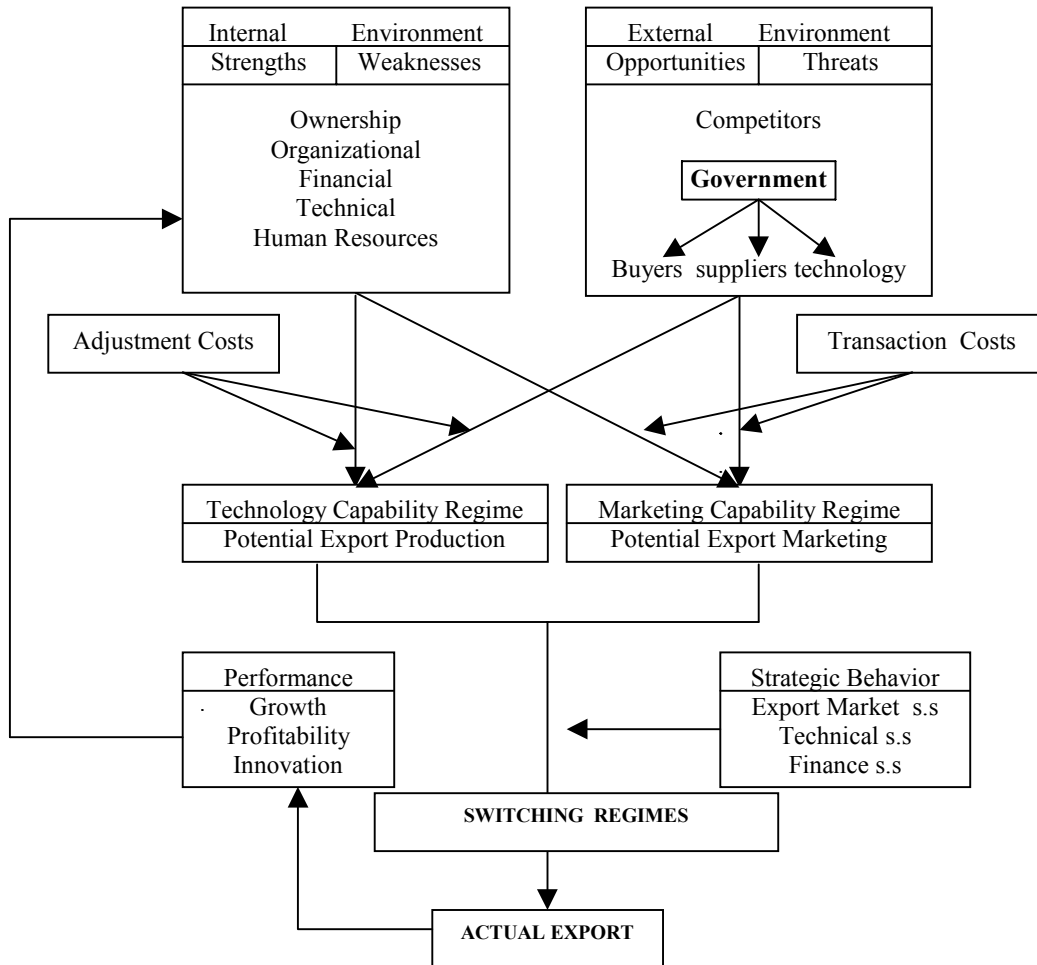 Internal Environment
Strengths Weaknesses
Ownership
Organizational
Financial
Technical
Human Resources
External Environment
Opportunities Threats
Competitors
Government
Buyers suppliers technology
Adjustment Costs
Transaction Costs
Technology Capability Regime
Potential Export Production
Marketing Capability Regime
Potential Export Marketing
Performance
Growth
Profitability
Innovation
Strategic Behavior
Export Market s.s
Technical s.s
Finance s.s
SWITCHING REGIMES
ACTUAL EXPORT